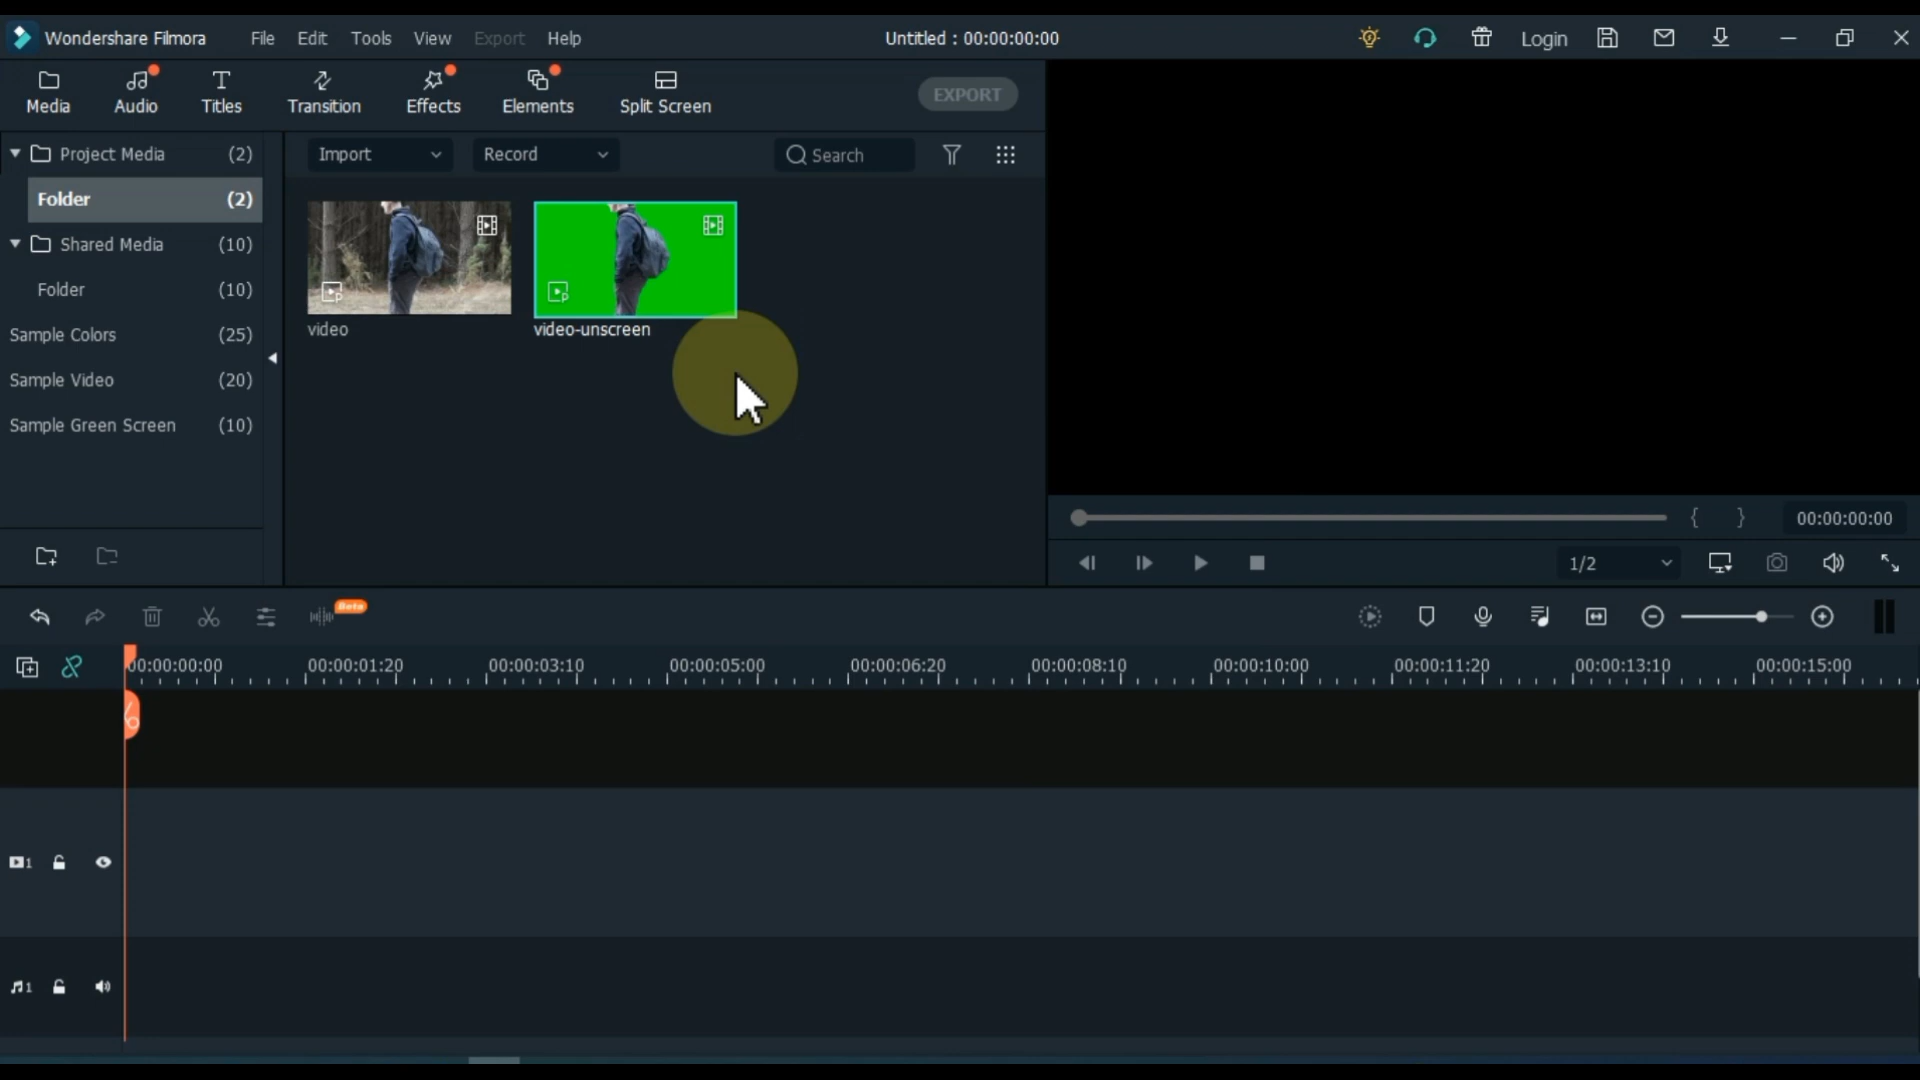 Wondershare Filmora File Edit Tools View Export Help Untitled : 00:00:00:00 Login
Media Audio Titles Transition Effects Elements Split Screen EXPORT
Project Media (2) Import Record Search
Folder (2)
Shared Media (10)
Folder (10)
Sample Colors (25)
Sample Video (20)
Sample Green Screen (10)
video video-unscreen
00:00:00:00
1/2
Beta
00:00:00:00 00:00:01:20 00:00:03:10 00:00:05:00 00:00:06:20 00:00:08:10 00:00:10:00 00:00:11:20 00:00:13:10 00:00:15:00
1
1